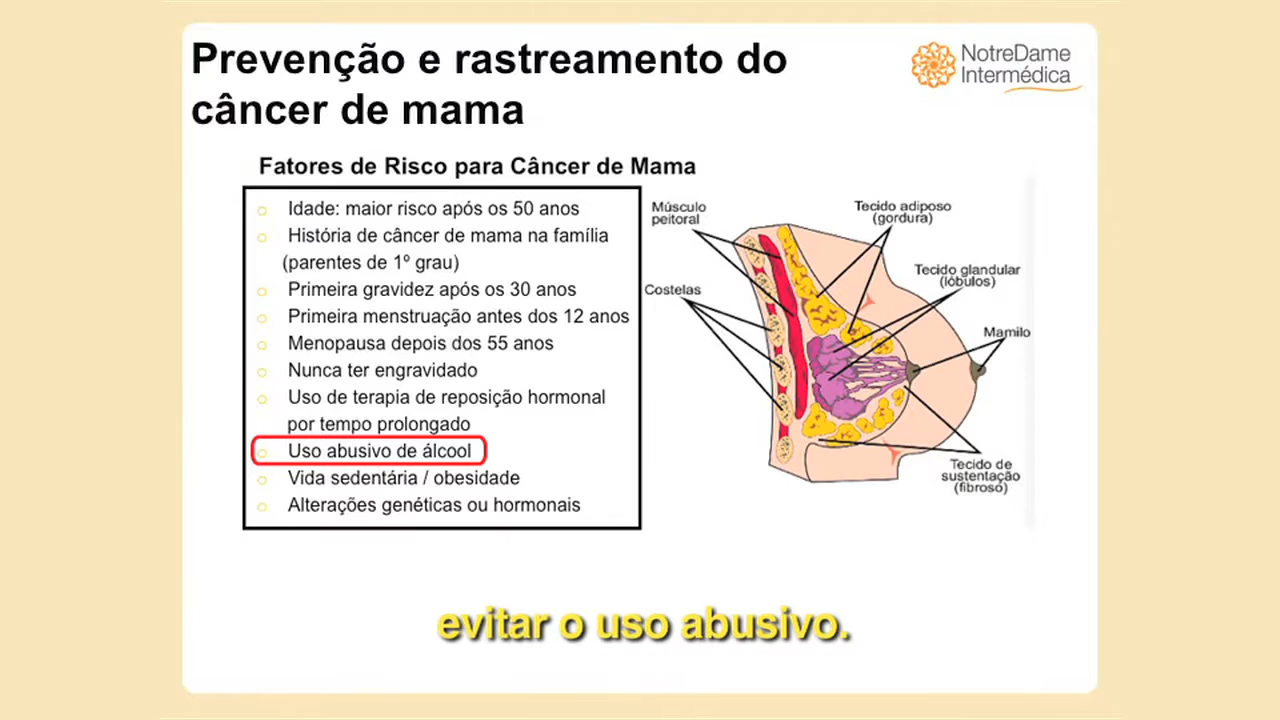 Prevenção e rastreamento do
câncer de mama
NotreDame
Intermédica
Fatores de Risco para Câncer de Mama
Idade: maior risco após os 50 anos
História de câncer de mama na família
(parentes de 1º grau)
Primeira gravidez após os 30 anos
Primeira menstruação antes dos 12 anos
Menopausa depois dos 55 anos
Nunca ter engravidado
Uso de terapia de reposição hormonal
por tempo prolongado
Uso abusivo de álcool
Vida sedentária / obesidade
Alterações genéticas ou hormonais
Músculo
peitoral
Tecido adiposo
(gordura)
Tecido glandular
(lóbulos)
Costelas
Mamilo
Tecido de
sustentação
(fibroso)
evitar o uso abusivo.